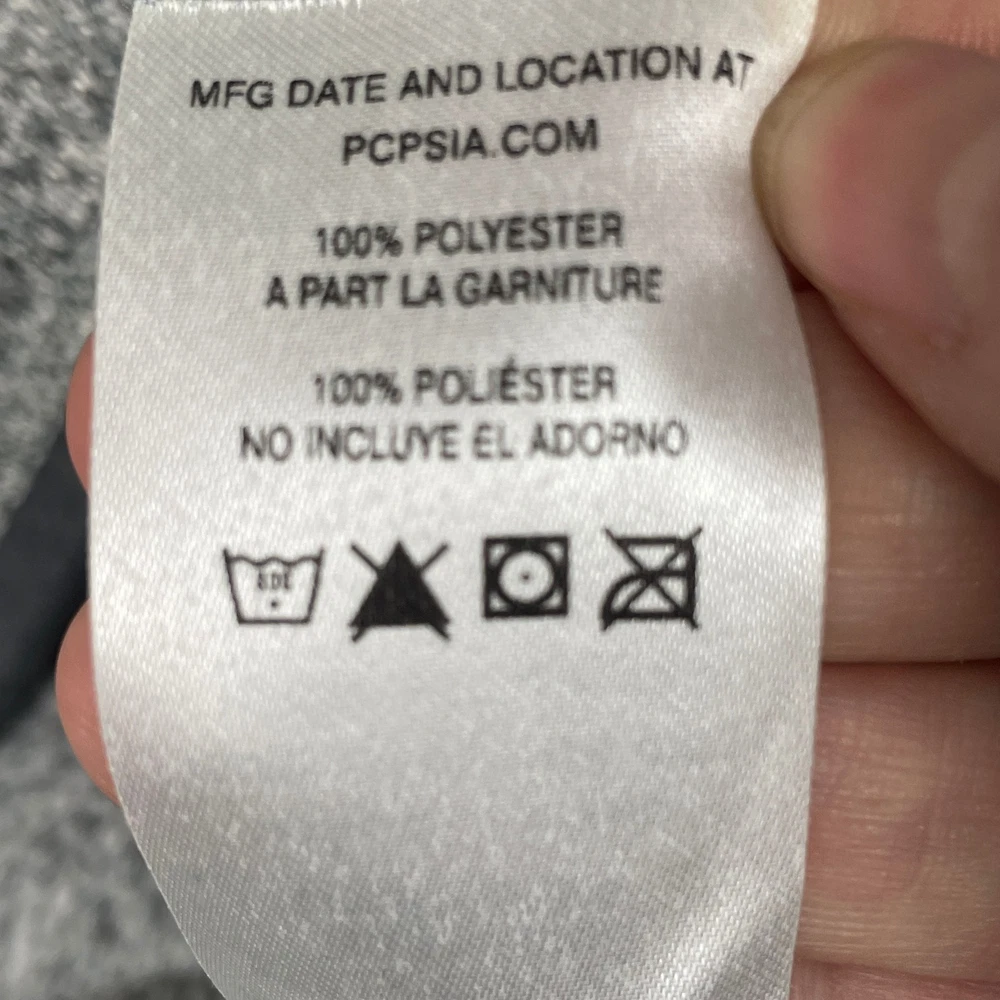 MFG DATE AND LOCATION AT
PCPSIA.COM
100% POLYESTER
A PART LA GARNITURE
100% POLIÉSTER
NO INCLUYE EL ADORNO